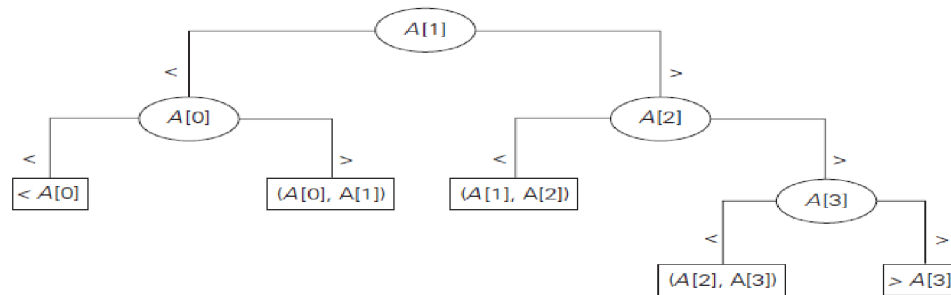 A[1]
< >
A[0] A[2]
< > < >
< A[0] (A[0], A[1]) (A[1], A[2]) A[3]
< >
(A[2], A[3]) > A[3]